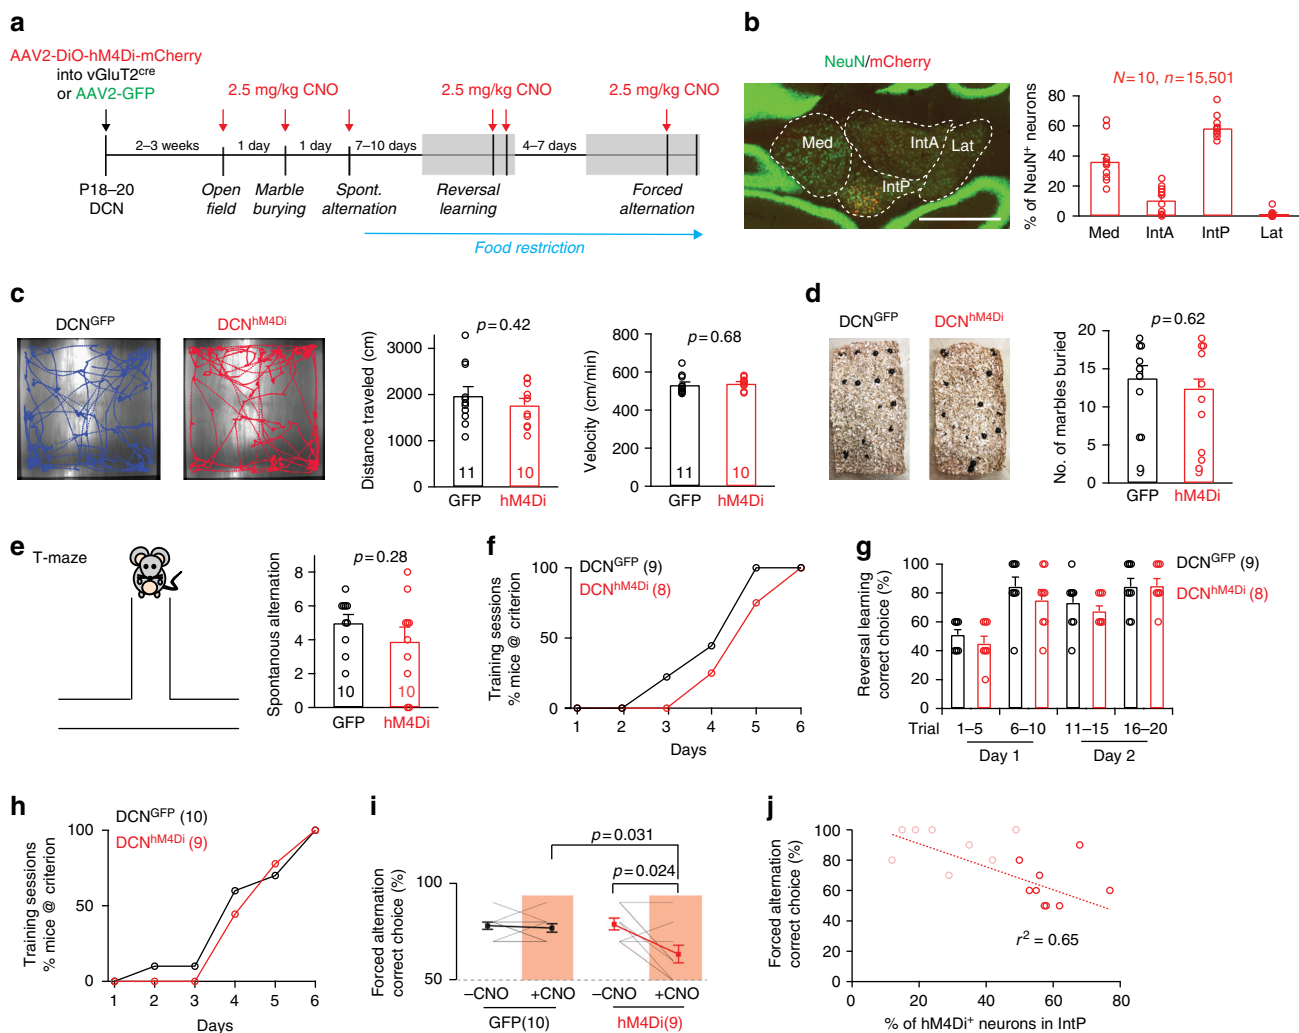 a
AAV2-DiO-hM4Di-mCherry
into vGluT2cre
or AAV2-GFP
2.5 mg/kg CNO
2.5 mg/kg CNO
2.5 mg/kg CNO
2–3 weeks
1 day
1 day
7–10 days
4–7 days
P18–20
DCN
Open
field
Marble
burying
Spont.
alternation
Reversal
learning
Forced
alternation
Food restriction
b
NeuN/mCherry
Med
IntA
Lat
IntP
N=10, n=15,501
% of NeuN+ neurons
80
60
40
20
0
Med
IntA
IntP
Lat
c
DCNGFP
DCNhM4Di
p=0.42
Distance traveled (cm)
3000
2000
1000
0
11
10
GFP
hM4Di
p=0.68
Velocity (cm/min)
800
600
400
200
0
11
10
GFP
hM4Di
d
DCNGFP
DCNhM4Di
p=0.62
No. of marbles buried
20
15
10
5
0
9
9
GFP
hM4Di
e
T-maze
p=0.28
Spontanous alternation
8
6
4
2
0
10
10
GFP
hM4Di
f
DCNGFP (9)
DCNhM4Di (8)
Training sessions
% mice @ criterion
100
50
0
1
2
3
4
5
6
Days
g
DCNGFP (9)
DCNhM4Di (8)
Reversal learning
correct choice (%)
100
80
60
40
20
0
Trial
1–5
6–10
11–15
16–20
Day 1
Day 2
h
DCNGFP (10)
DCNhM4Di (9)
Training sessions
% mice @ criterion
100
50
0
1
2
3
4
5
6
Days
i
p=0.031
p=0.024
Forced alternation
correct choice (%)
100
50
–CNO
+CNO
–CNO
+CNO
GFP(10)
hM4Di(9)
j
Forced alternation
correct choice (%)
100
80
60
40
20
0
r2 = 0.65
0
20
40
60
80
% of hM4Di+ neurons in IntP